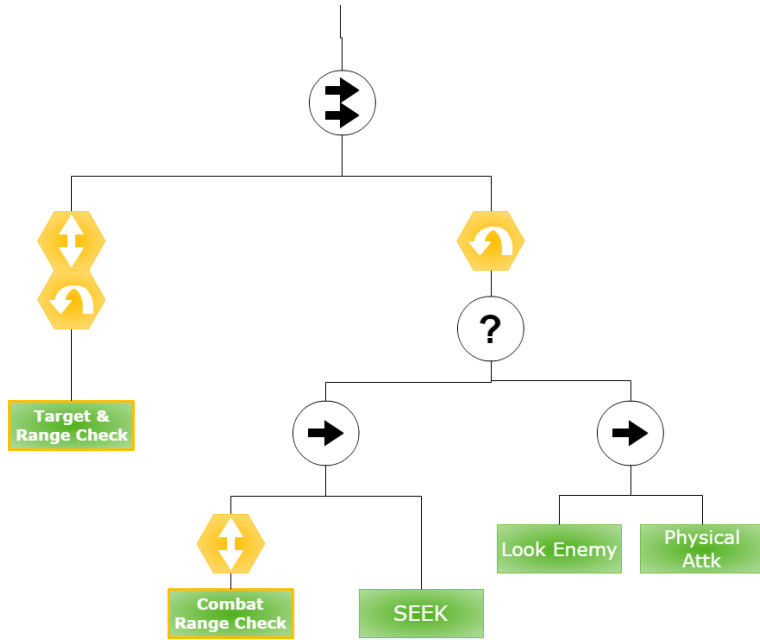 ?
Target &
Range Check
Look Enemy
Physical
Attk
Combat
Range Check
SEEK